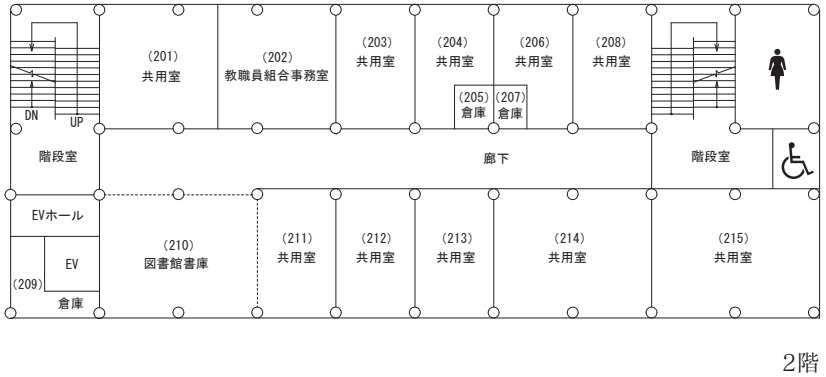 (201)
共用室
(202)
教職員組合事務室
(203)
共用室
(204)
共用室
(206)
共用室
(208)
共用室
(205)
倉庫
(207)
倉庫
DN
UP
階段室
廊下
階段室
EVホール
(209)
EV
倉庫
(210)
図書館書庫
(211)
共用室
(212)
共用室
(213)
共用室
(214)
共用室
(215)
共用室
2階